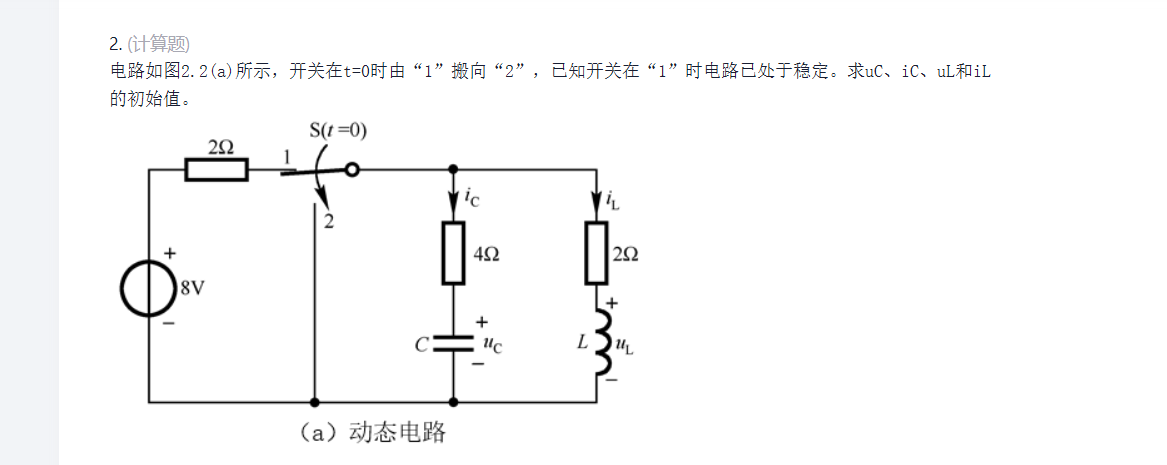 2. (计算题)
电路如图2.2(a)所示，开关在t=0时由“1”搬向“2”，已知开关在“1”时电路已处于稳定。求uC、iC、uL和iL
的初始值。
S(t=0)
2Ω
1
iC
iL
2
+
4Ω
2Ω
8V
+
−
+
C
uC
L
uL
−
−
（a）动态电路